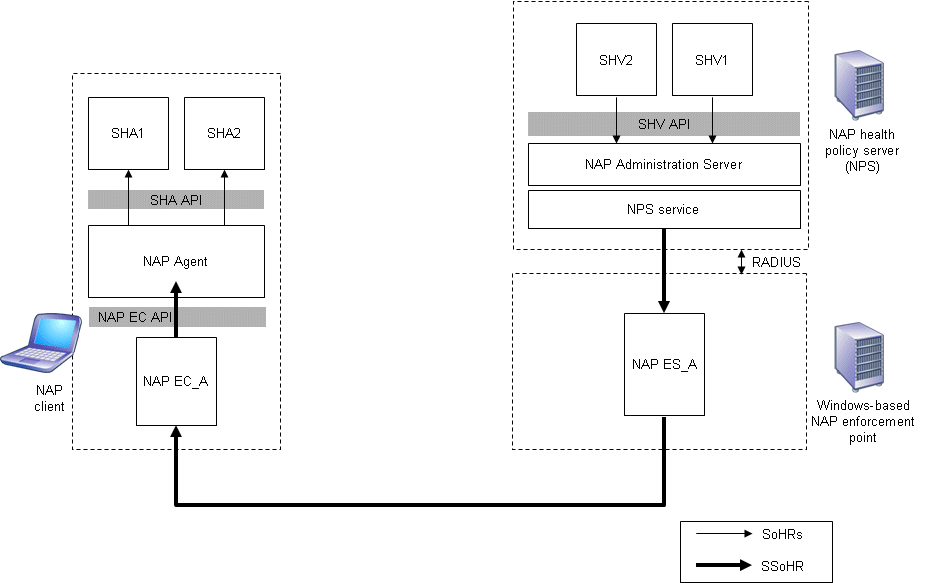 SHV2
SHV1
SHV API
NAP Administration Server
NPS service
NAP health
policy server
(NPS)
SHA1
SHA2
SHA API
NAP Agent
NAP EC API
NAP EC_A
NAP
client
RADIUS
NAP ES_A
Windows-based
NAP enforcement
point
SoHRs
SSoHR